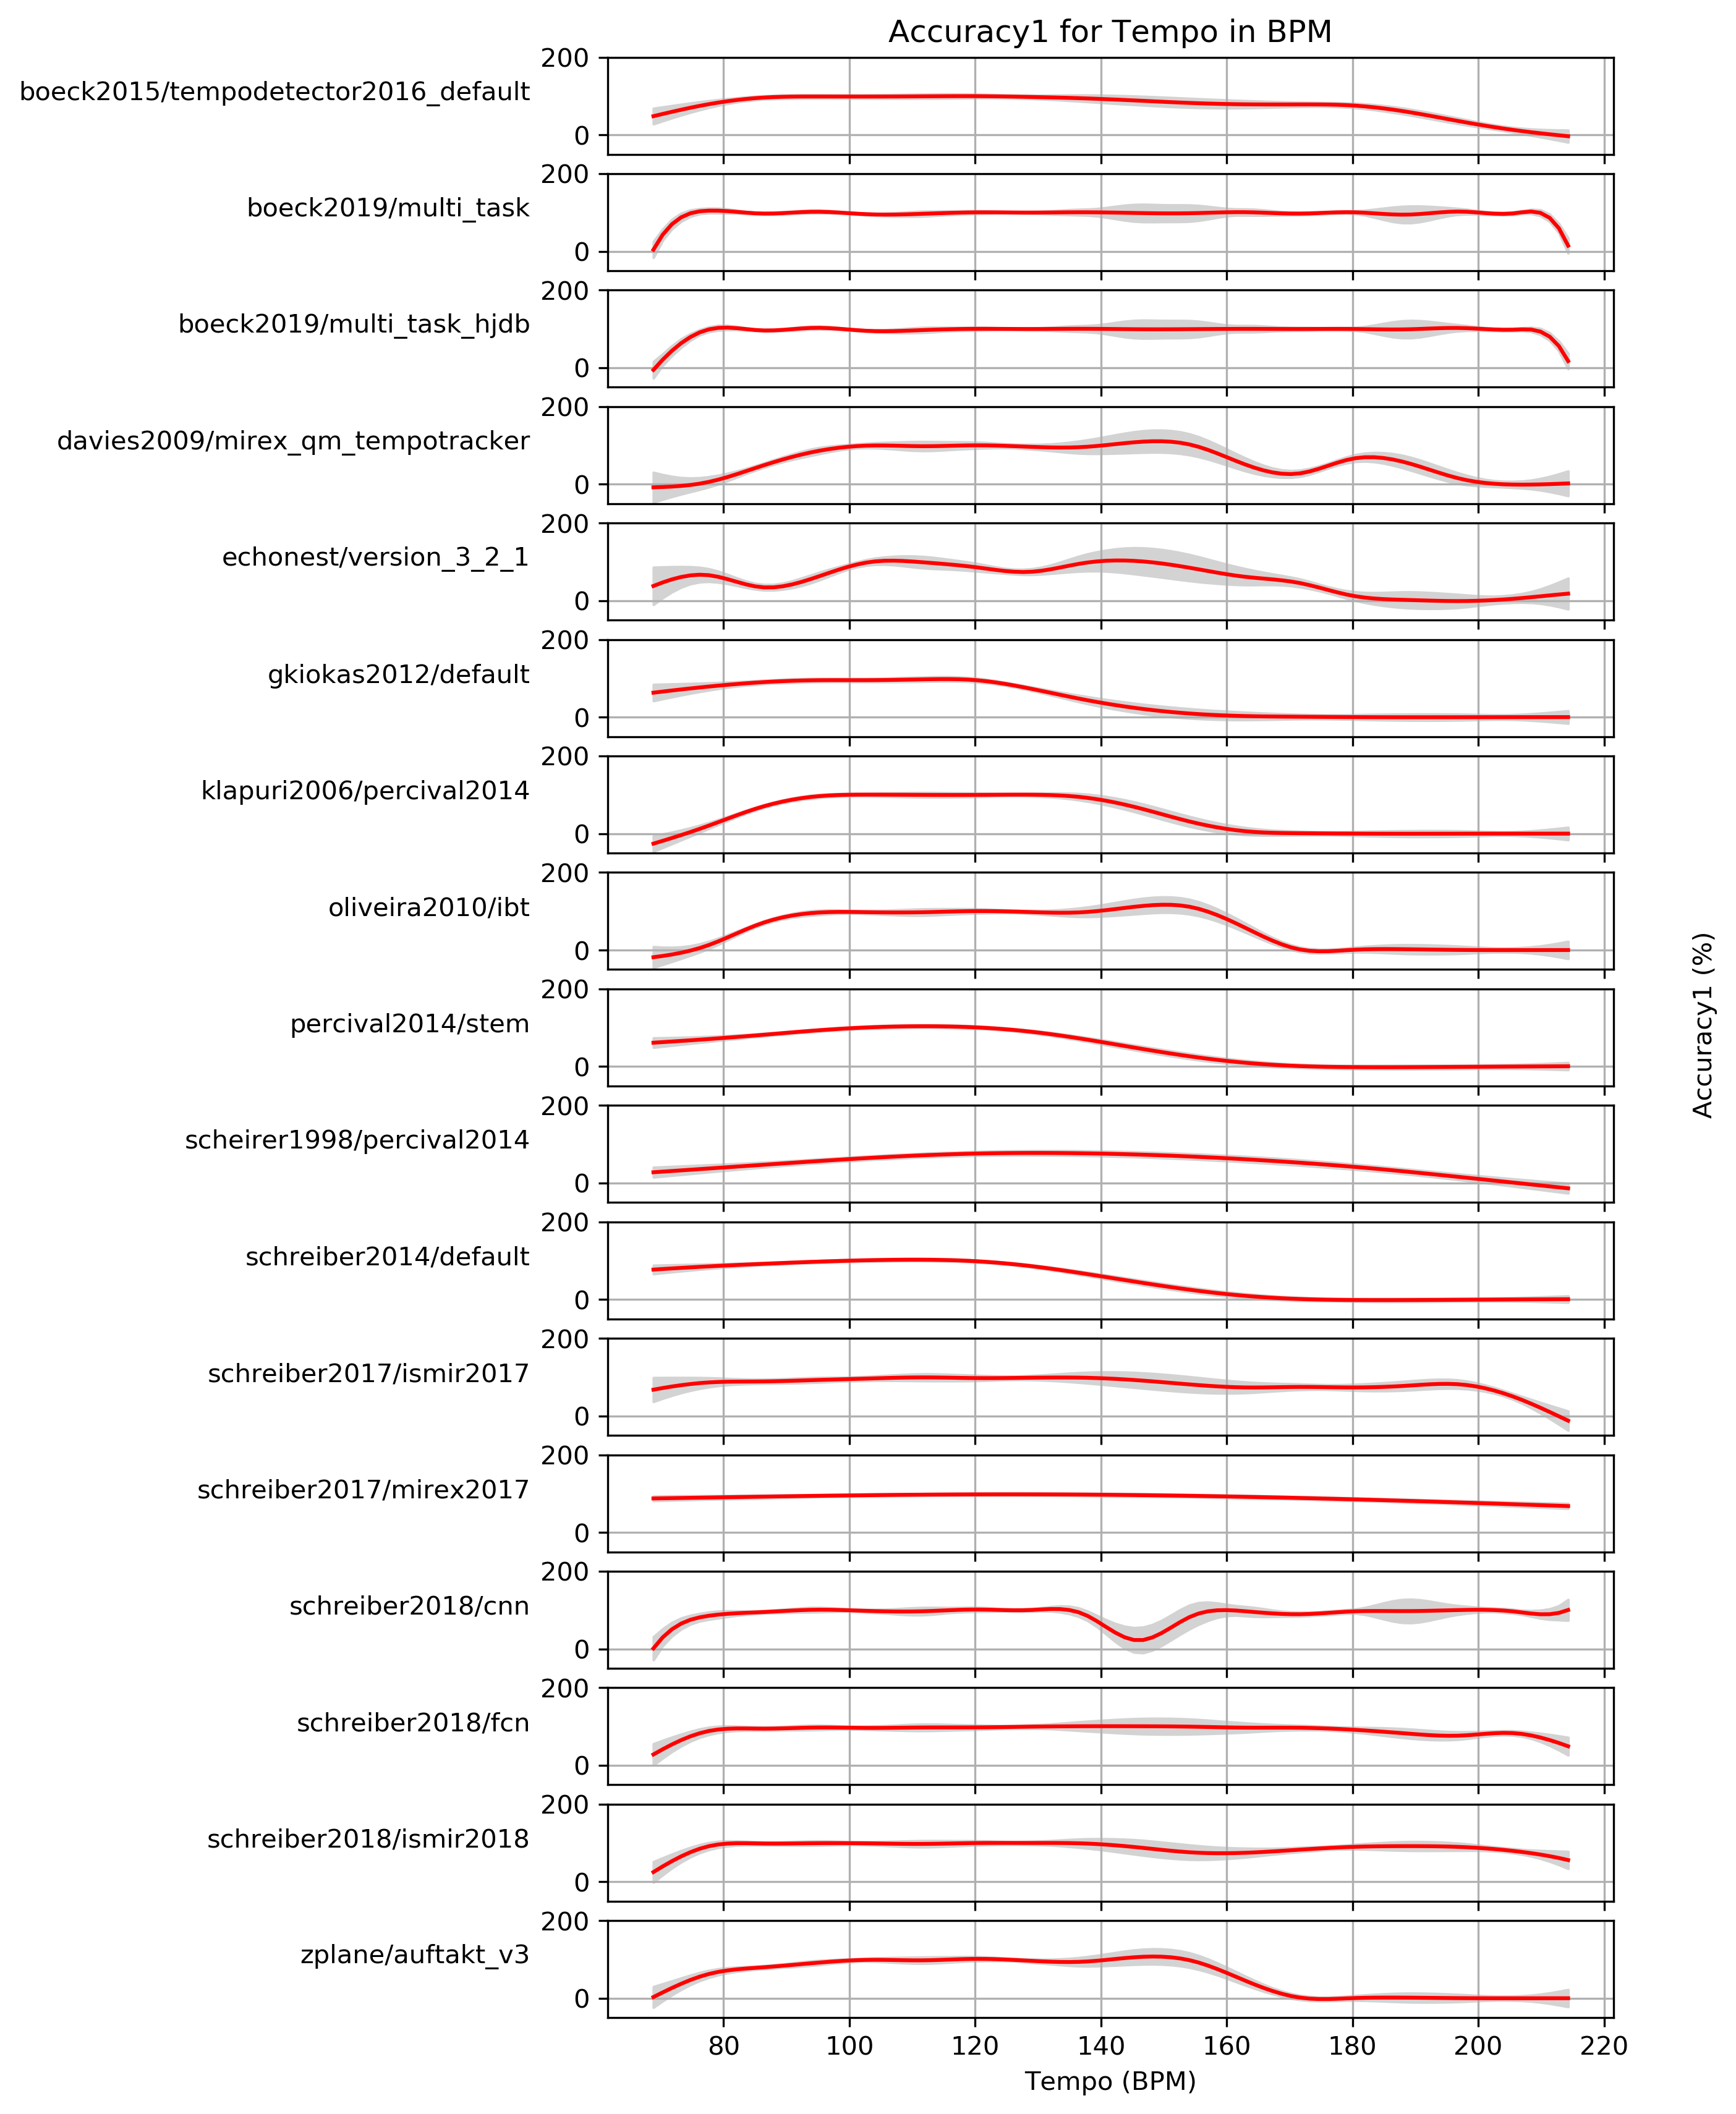 Accuracy1 for Tempo in BPM
boeck2015/tempodetector2016_default
200
0
boeck2019/multi_task
200
0
boeck2019/multi_task_hjdb
200
0
davies2009/mirex_qm_tempotracker
200
0
echonest/version_3_2_1
200
0
gkiokas2012/default
200
0
klapuri2006/percival2014
200
0
oliveira2010/ibt
200
0
percival2014/stem
200
0
scheirer1998/percival2014
200
0
schreiber2014/default
200
0
schreiber2017/ismir2017
200
0
schreiber2017/mirex2017
200
0
schreiber2018/cnn
200
0
schreiber2018/fcn
200
0
schreiber2018/ismir2018
200
0
zplane/auftakt_v3
200
0
80 100 120 140 160 180 200 220
Tempo (BPM)
Accuracy1 (%)